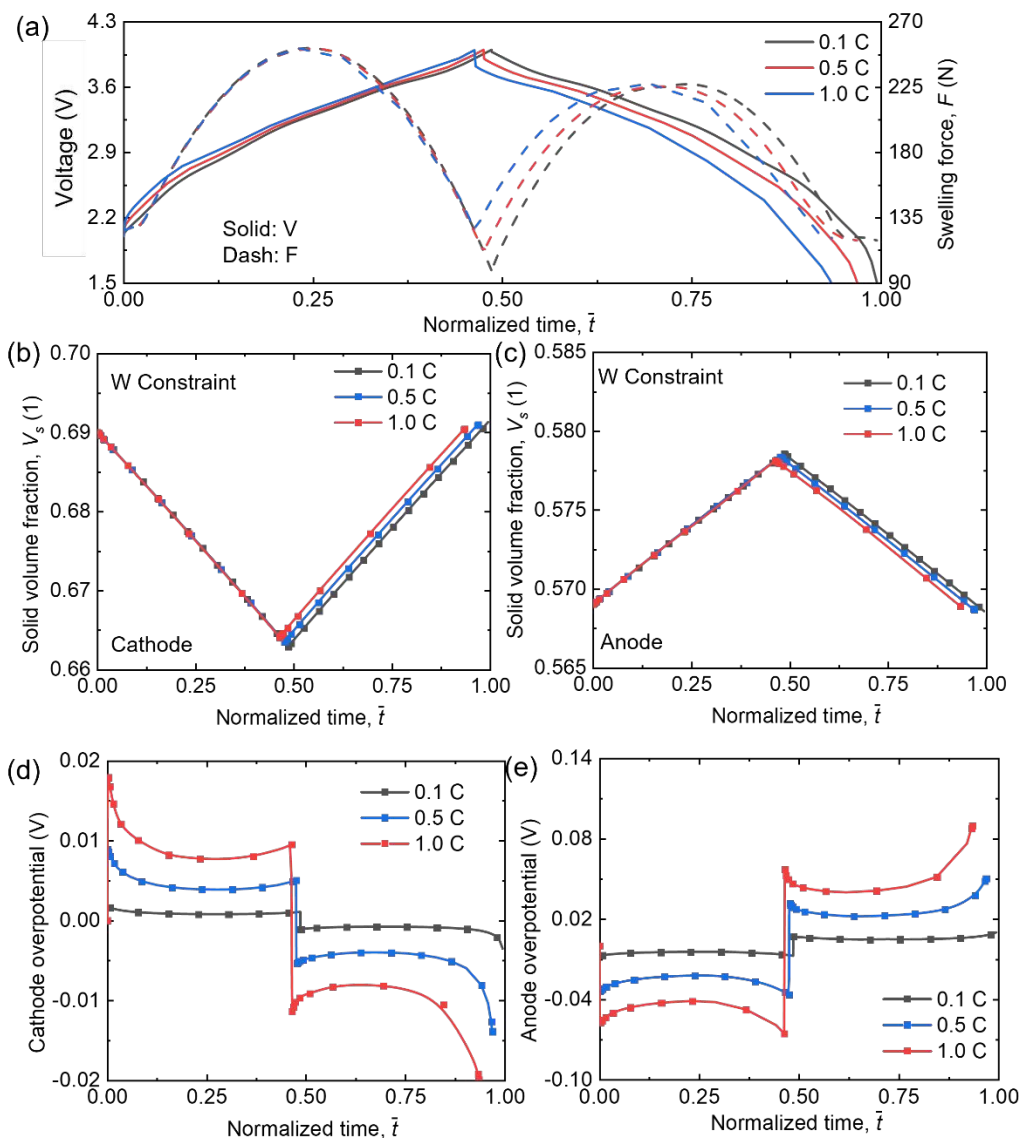 (a)
4.3
3.6
2.9
2.2
1.5
Voltage (V)
270
225
180
135
90
Swelling force, F (N)
0.1 C
0.5 C
1.0 C
Solid: V
Dash: F
0.00
0.25
0.50
0.75
1.00
Normalized time, t̄
(b)
0.70
0.69
0.68
0.67
0.66
Solid volume fraction, Vₛ (1)
W Constraint
0.1 C
0.5 C
1.0 C
Cathode
0.00
0.25
0.50
0.75
1.00
Normalized time, t̄
(c)
0.585
0.580
0.575
0.570
0.565
Solid volume fraction, Vₛ (1)
W Constraint
0.1 C
0.5 C
1.0 C
Anode
0.00
0.25
0.50
0.75
1.00
Normalized time, t̄
(d)
0.02
0.01
0.00
-0.01
-0.02
Cathode overpotential (V)
0.1 C
0.5 C
1.0 C
0.00
0.25
0.50
0.75
1.00
Normalized time, t̄
(e)
0.14
0.08
0.02
-0.04
-0.10
Anode overpotential (V)
0.1 C
0.5 C
1.0 C
0.00
0.25
0.50
0.75
1.00
Normalized time, t̄